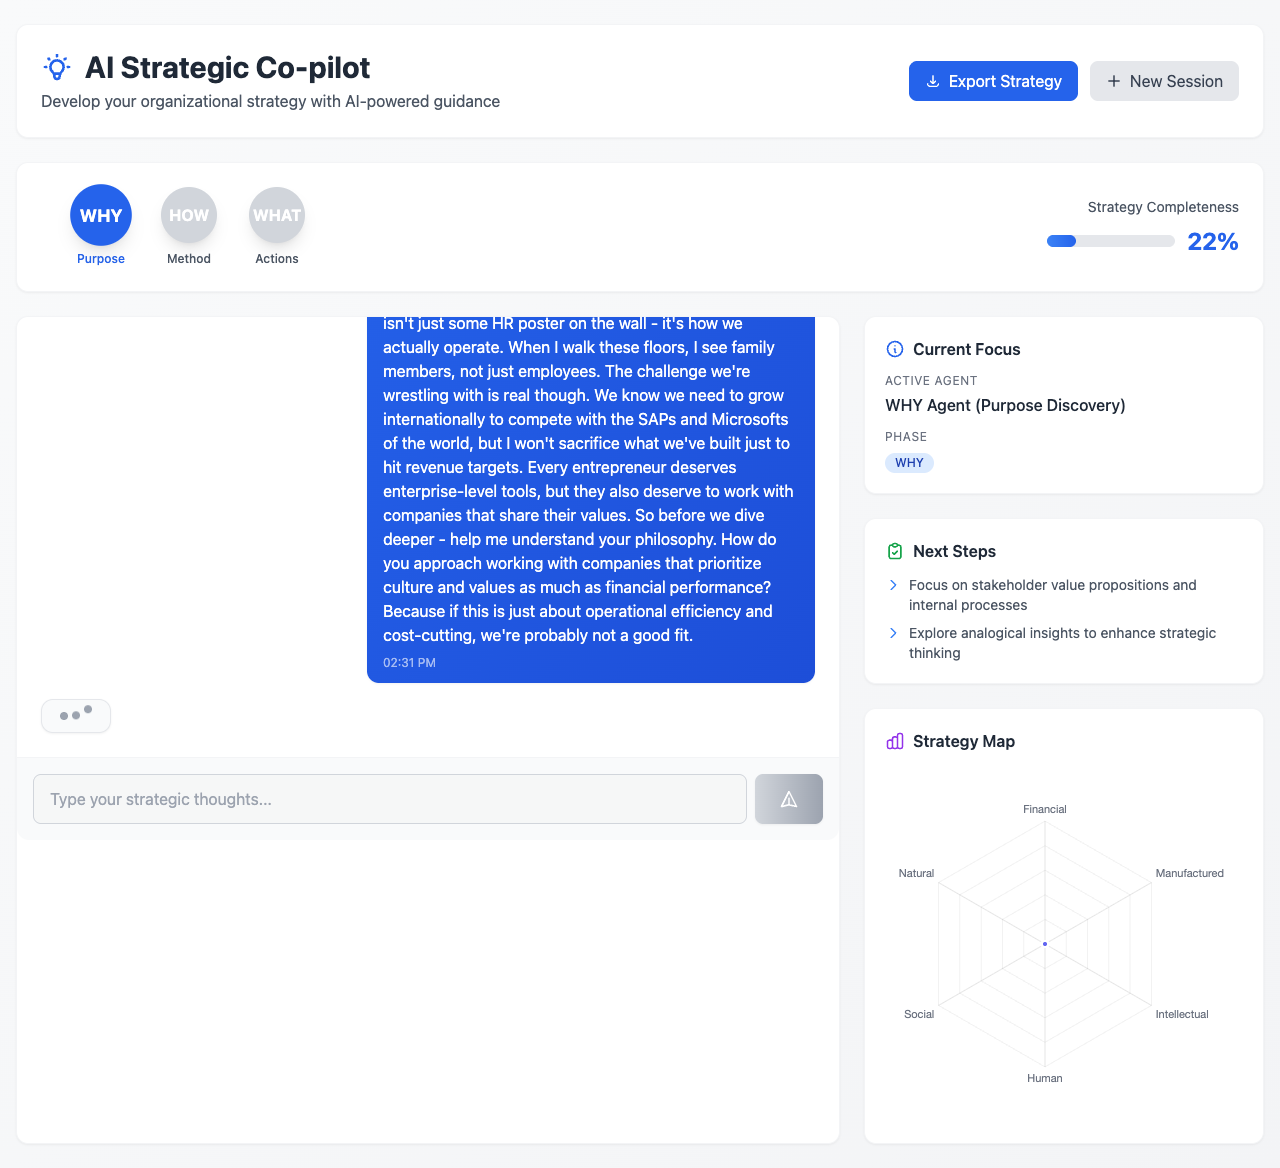 AI Strategic Co-pilot
Develop your organizational strategy with AI-powered guidance
Export Strategy
New Session
WHY
Purpose
HOW
Method
WHAT
Actions
Strategy Completeness
22%
isn't just some HR poster on the wall - it's how we
actually operate. When I walk these floors, I see family
members, not just employees. The challenge we're
wrestling with is real though. We know we need to grow
internationally to compete with the SAPs and Microsofts
of the world, but I won't sacrifice what we've built just to
hit revenue targets. Every entrepreneur deserves
enterprise-level tools, but they also deserve to work with
companies that share their values. So before we dive
deeper - help me understand your philosophy. How do
you approach working with companies that prioritize
culture and values as much as financial performance?
Because if this is just about operational efficiency and
cost-cutting, we're probably not a good fit.
02:31 PM
Type your strategic thoughts...
Current Focus
ACTIVE AGENT
WHY Agent (Purpose Discovery)
PHASE
WHY
Next Steps
Focus on stakeholder value propositions and
internal processes
Explore analogical insights to enhance strategic
thinking
Strategy Map
Financial
Manufactured
Intellectual
Human
Social
Natural